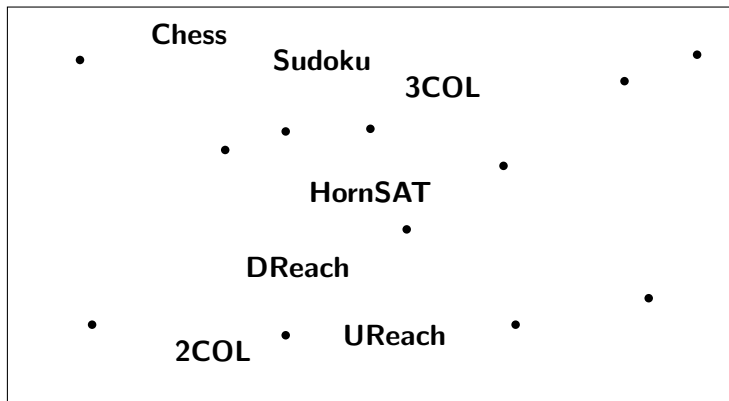 Chess
Sudoku
3COL
HornSAT
DReach
UReach
2COL